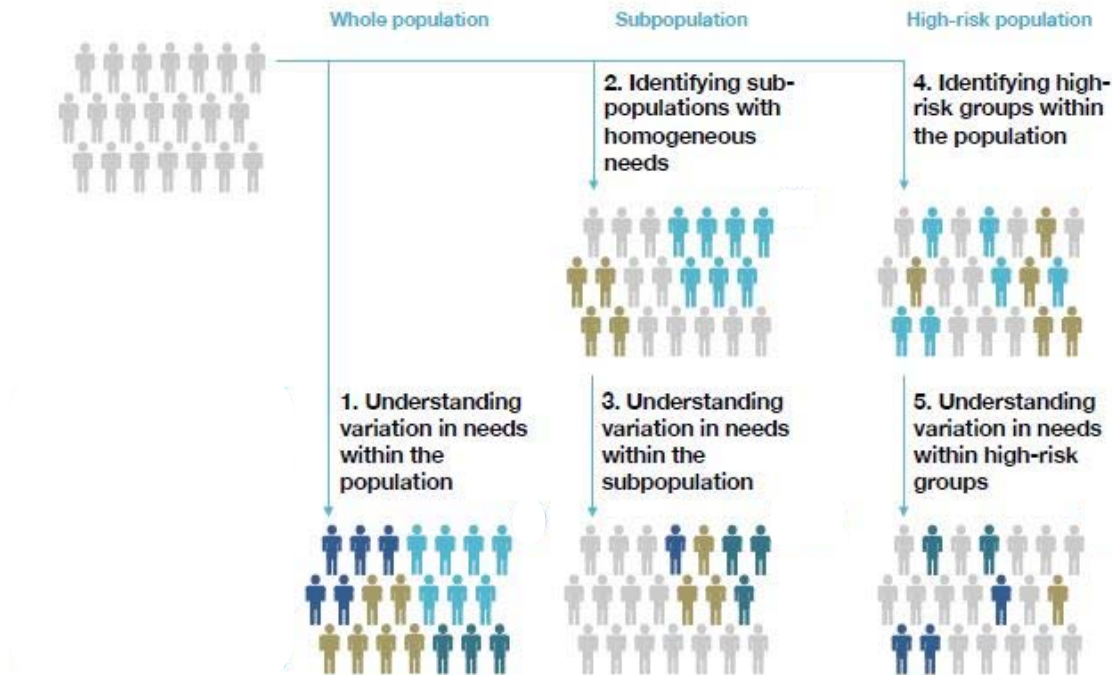 Whole population
Subpopulation
High-risk population
2. Identifying sub-
populations with
homogeneous
needs
4. Identifying high-
risk groups within
the population
1. Understanding
variation in needs
within the
population
3. Understanding
variation in needs
within the
subpopulation
5. Understanding
variation in needs
within high-risk
groups